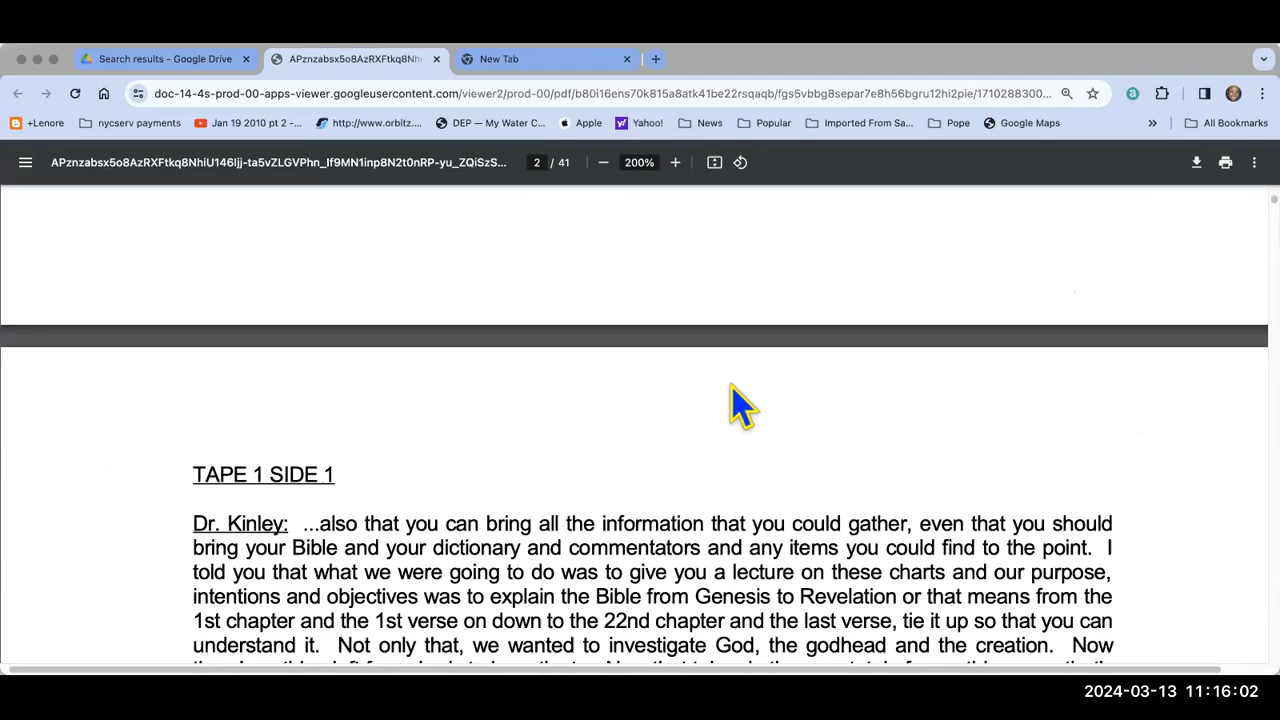 Search results - Google Drive
APznzabsx5o8AzRXFtkq8Nh
New Tab
doc-14-4s-prod-00-apps-viewer.googleusercontent.com/viewer2/prod-00/pdf/b80i16ens70k815a8atk41be22rsqaqb/fgs5vbbg8separ7e8h56bgru12hi2pie/1710288300...
+Lenore
nycserv payments
Jan 19 2010 pt 2 -...
http://www.orbitz....
DEP — My Water C...
Apple
Yahoo!
News
Popular
Imported From Sa...
Pope
Google Maps
All Bookmarks
APznzabsx5o8AzRXFtkq8NhiU146Ijj-ta5vZLGVPhn_If9MN1inp8N2t0nRP-yu_ZQiSzS...
2 / 41
200%
TAPE 1 SIDE 1
Dr. Kinley: ...also that you can bring all the information that you could gather, even that you should
bring your Bible and your dictionary and commentators and any items you could find to the point. I
told you that what we were going to do was to give you a lecture on these charts and our purpose,
intentions and objectives was to explain the Bible from Genesis to Revelation or that means from the
1st chapter and the 1st verse on down to the 22nd chapter and the last verse, tie it up so that you can
understand it. Not only that, we wanted to investigate God, the godhead and the creation. Now
2024-03-13 11:16:02